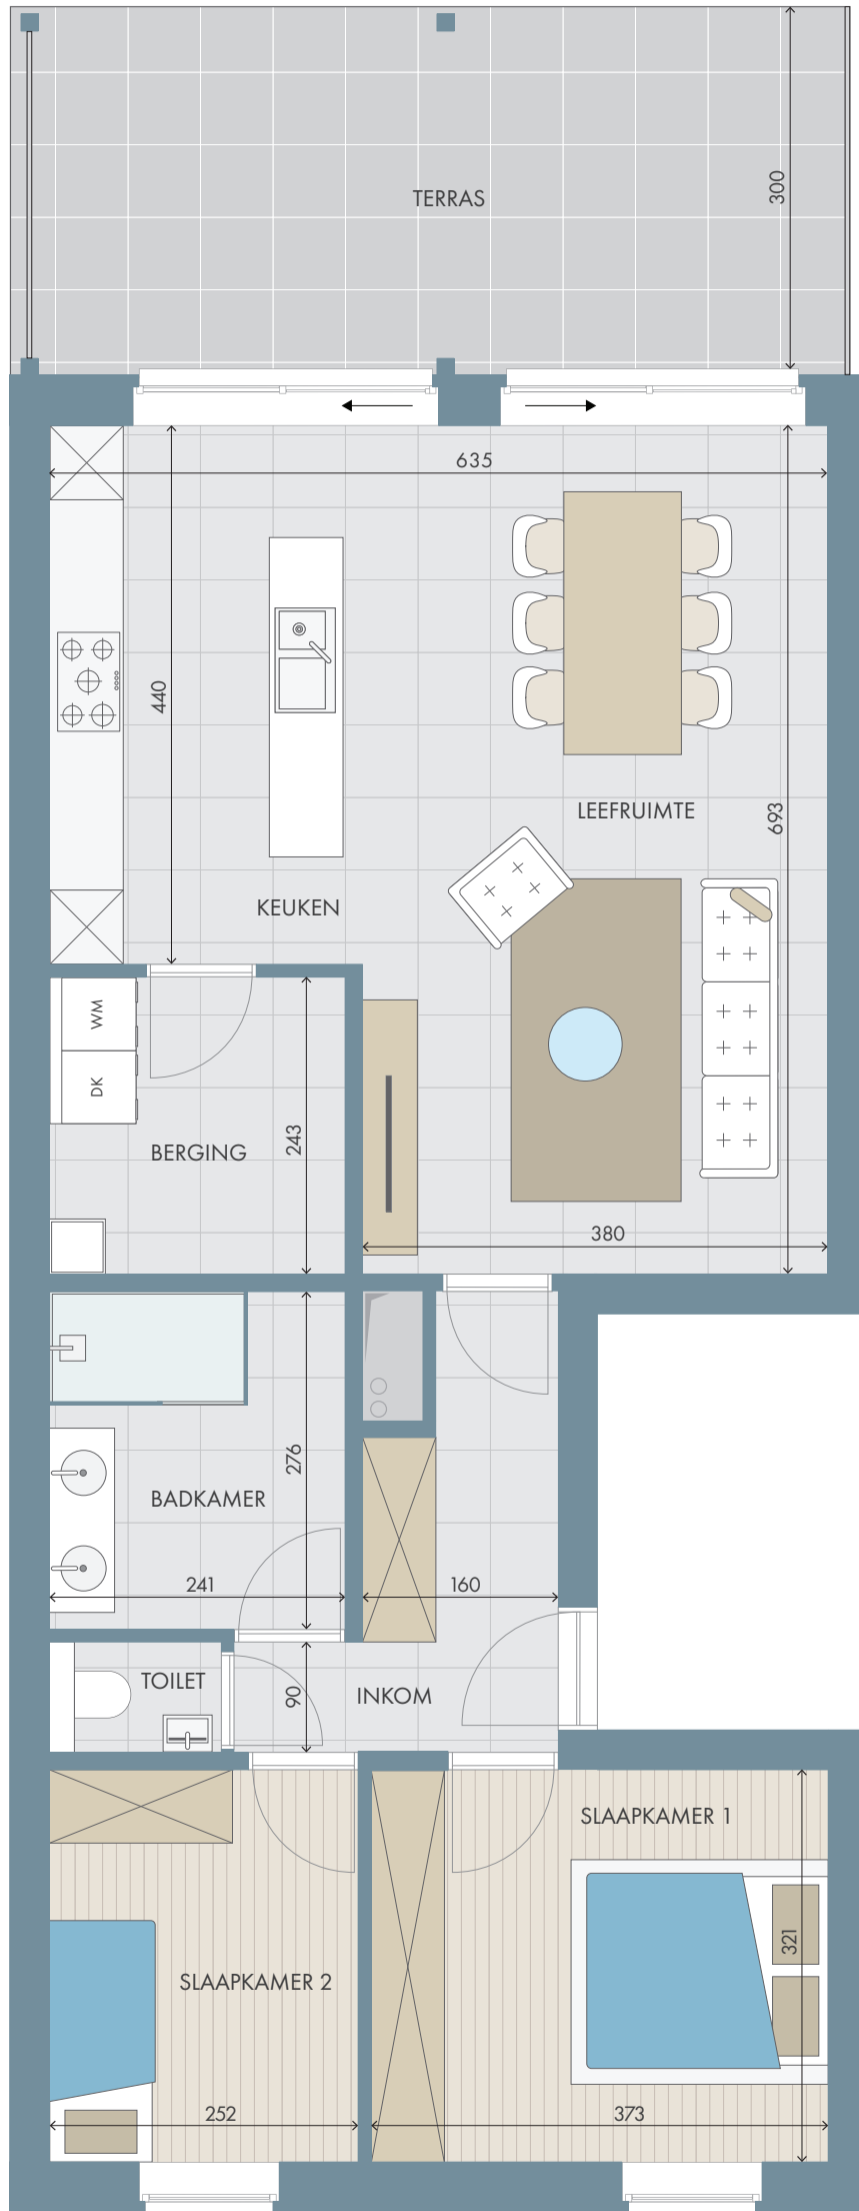 300
TERRAS
635
440
LEEFRUIMTE
693
KEUKEN
WM
DK
BERGING
243
380
276
BADKAMER
241
160
TOILET
90
INKOM
SLAAPKAMER 1
321
SLAAPKAMER 2
252
373